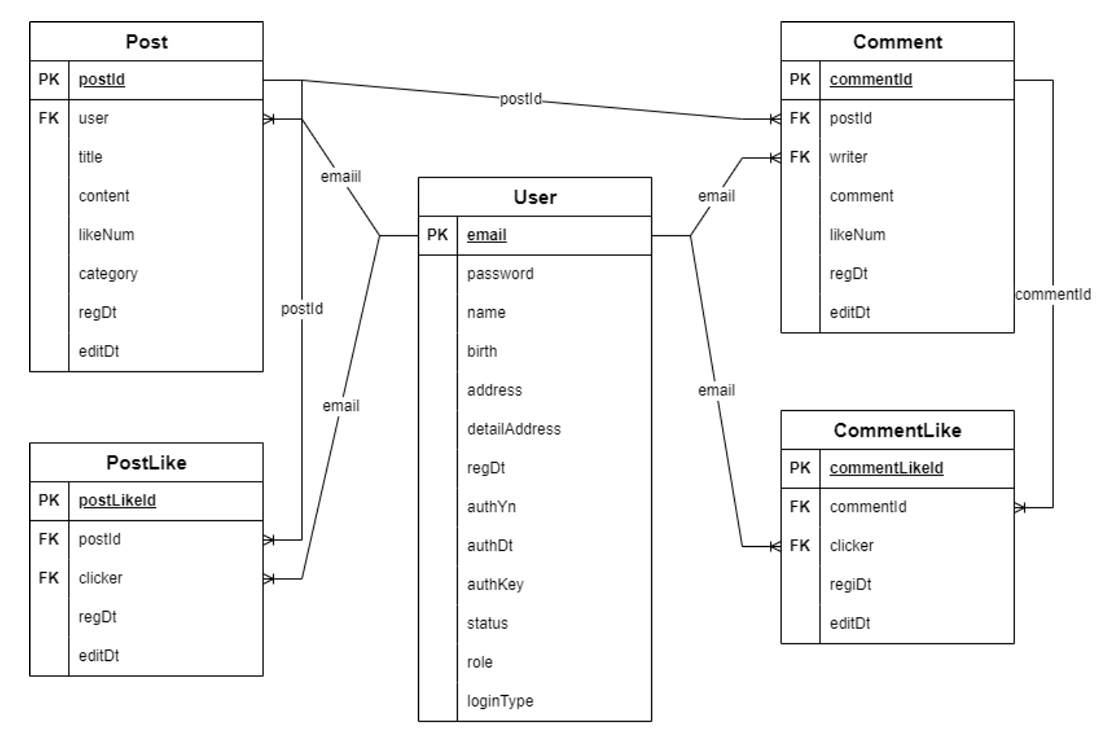 Post
PK postId
FK user
title
content
likeNum
category
regDt
editDt
Comment
PK commentId
FK postId
FK writer
comment
likeNum
regDt
editDt
User
PK email
password
name
birth
address
detailAddress
regDt
authYn
authDt
authKey
status
role
loginType
PostLike
PK postLikeId
FK postId
FK clicker
regDt
editDt
CommentLike
PK commentLikeId
FK commentId
FK clicker
regiDt
editDt
postId
emaiil
email
postId
email
email
commentId